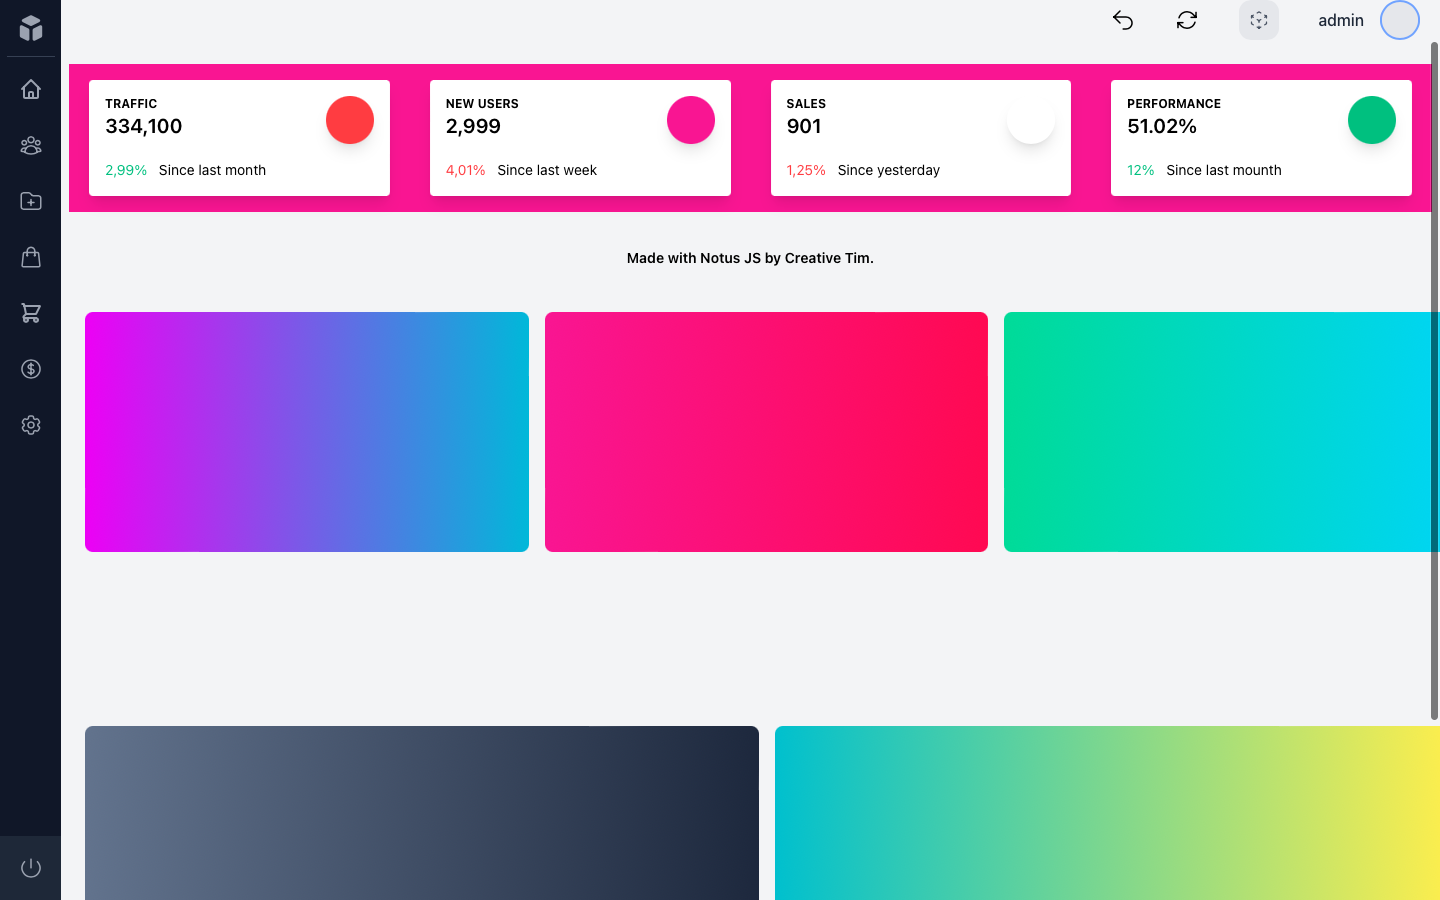 admin
TRAFFIC
334,100
2,99% Since last month
NEW USERS
2,999
4,01% Since last week
SALES
901
1,25% Since yesterday
PERFORMANCE
51.02%
12% Since last mounth
Made with Notus JS by Creative Tim.